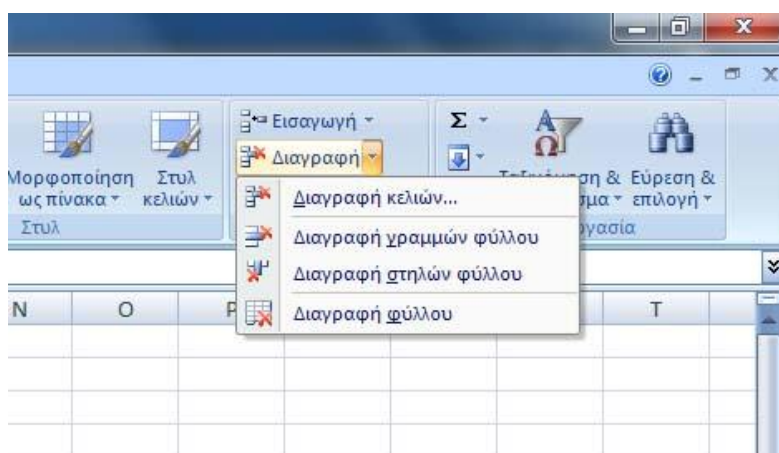 Εισαγωγή
Σ
Διαγραφή
Μορφοποίηση
ως πίνακα
Στυλ
κελιών
& Εύρεση &
επιλογή
Στυλ
Διαγραφή κελιών...
Διαγραφή γραμμών φύλλου
Διαγραφή στηλών φύλλου
Διαγραφή φύλλου
N O P T